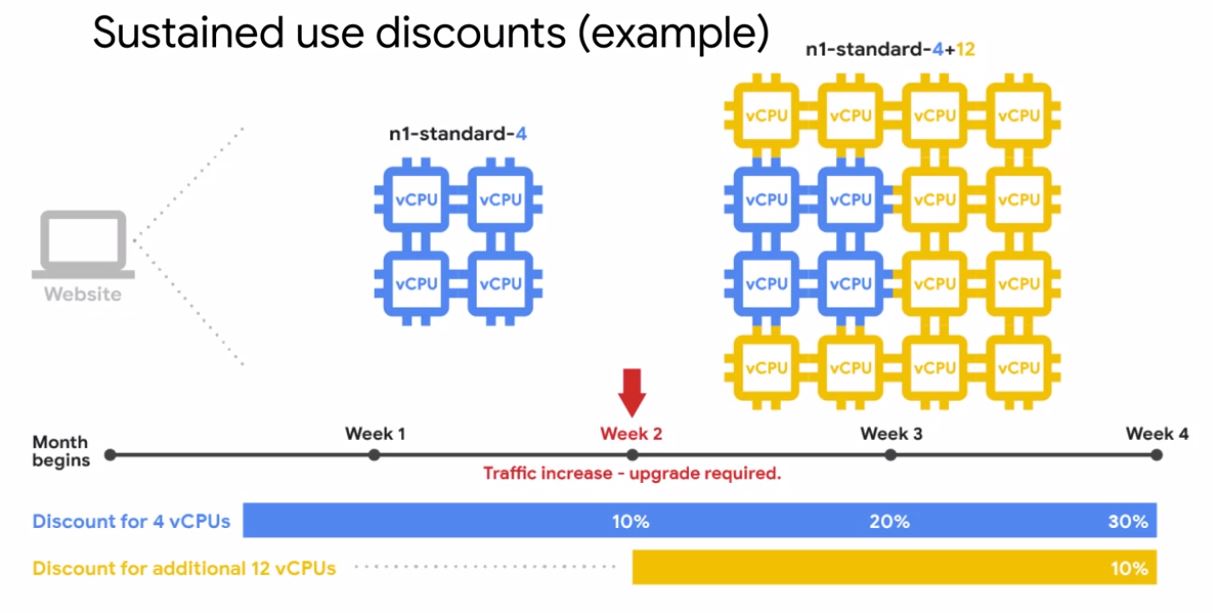 Sustained use discounts (example)
n1-standard-4+12
n1-standard-4
vCPU vCPU vCPU vCPU
vCPU vCPU
vCPU vCPU vCPU vCPU
vCPU vCPU
vCPU vCPU vCPU vCPU
vCPU vCPU vCPU vCPU
Website
Month
begins
Week 1
Week 2
Week 3
Week 4
Traffic increase - upgrade required.
Discount for 4 vCPUs
10%
20%
30%
Discount for additional 12 vCPUs
10%